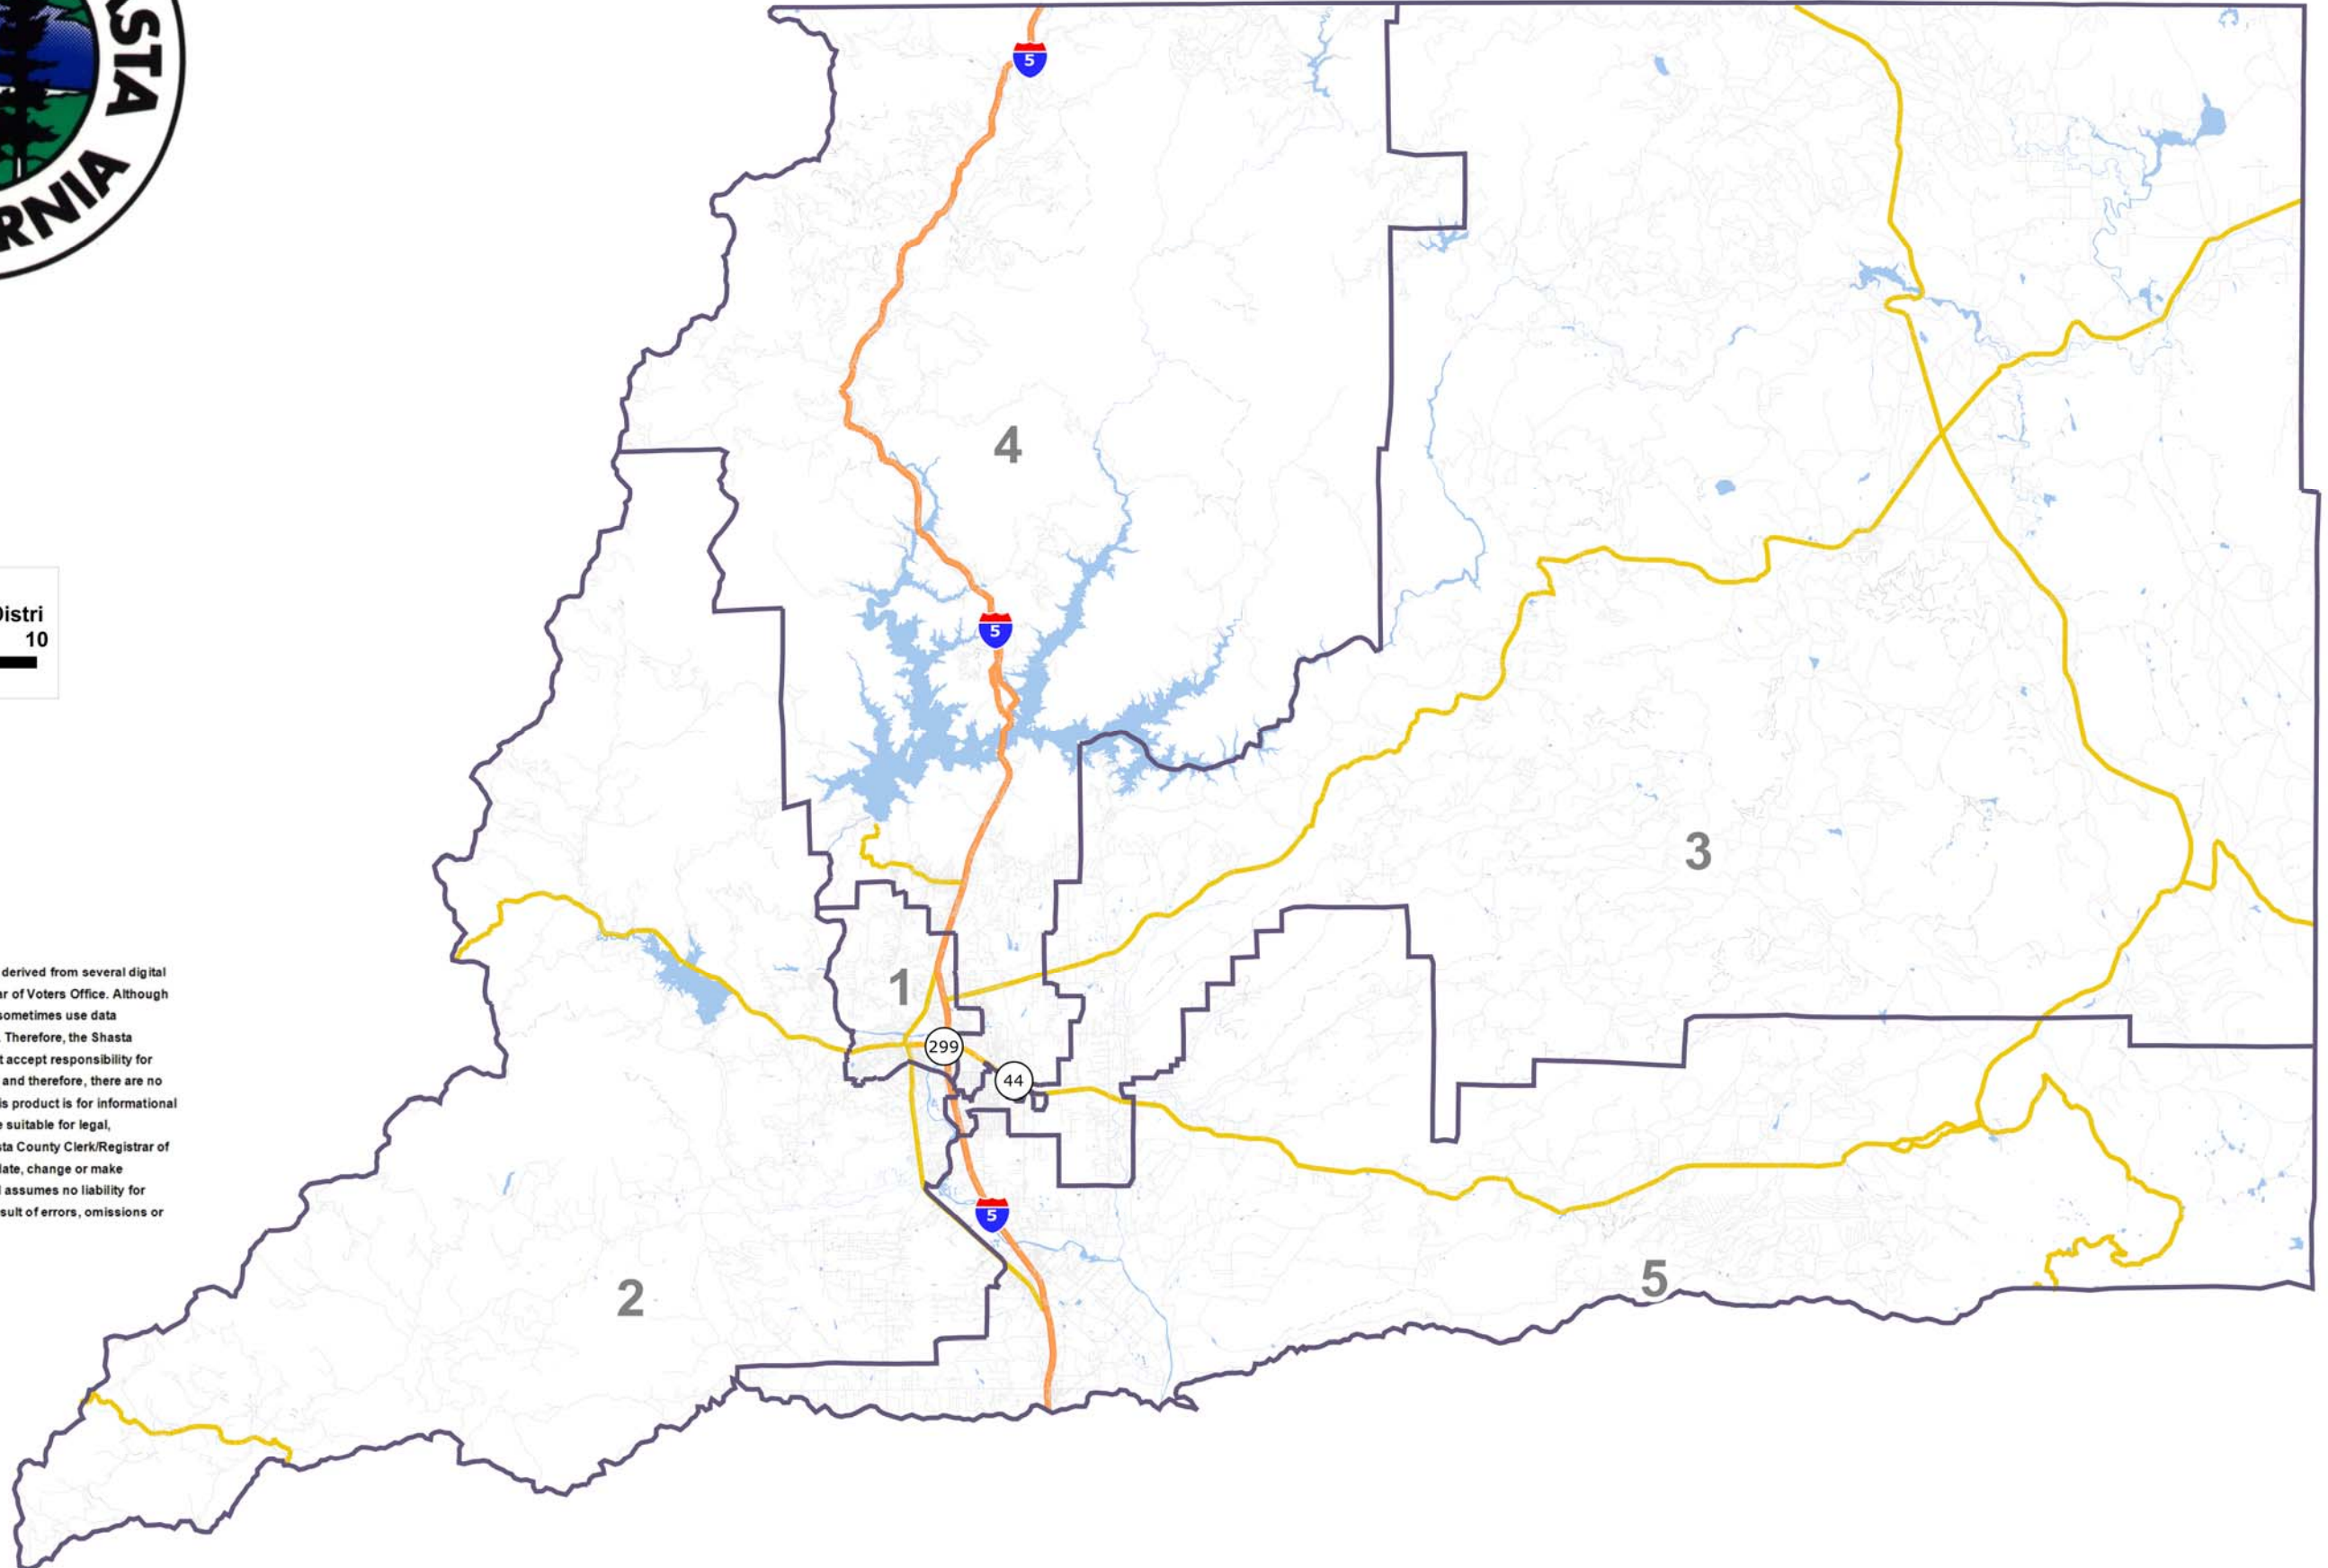 ASTA
RNIA
5
4
Distri
10
5
3
derived from several digital
ar of Voters Office. Although
sometimes use data
. Therefore, the Shasta
t accept responsibility for
and therefore, there are no
is product is for informational
e suitable for legal,
sta County Clerk/Registrar of
late, change or make
l assumes no liability for
sult of errors, omissions or
1
299
44
5
2
5